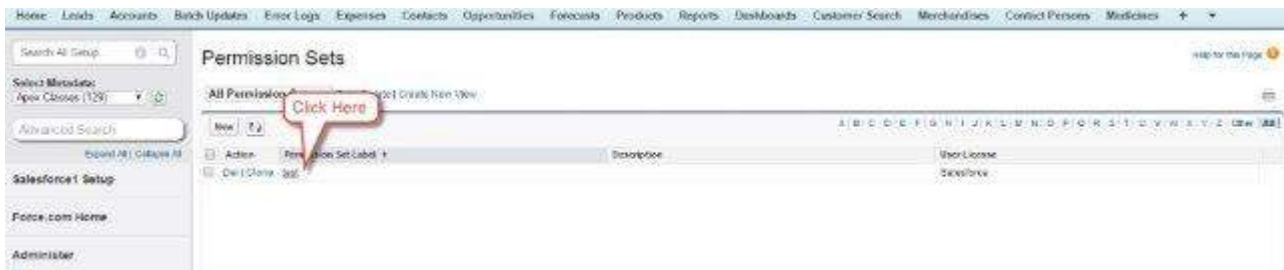 Home Leads Accounts Batch Updates Error Logs Expenses Contacts Opportunities Forecasts Products Reports Dashboards Customer Search Merchandises Contact Persons Medicines +
Search All Setup
Permission Sets
Help for this Page
Select Metadata:
Apex Classes (129)
All Permission Create New View
Click Here
Advanced Search
New
A B C D E F G H I J K L M N O P Q R S T U V W X Y Z Other All
Expand All | Collapse All
Action Permission Set Label Description User License
Del | Clone Salesforce
Salesforce1 Setup
Force.com Home
Administer